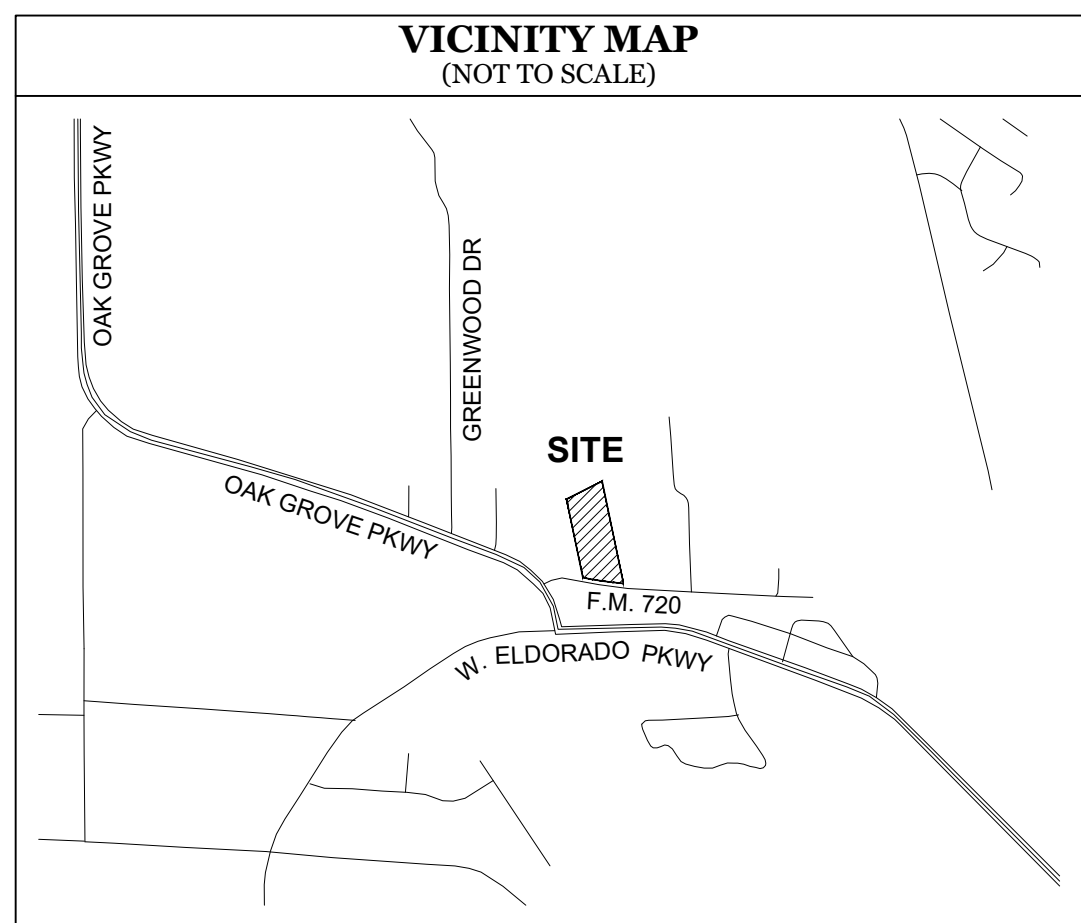 VICINITY MAP
(NOT TO SCALE)
OAK GROVE PKWY
GREENWOOD DR
SITE
OAK GROVE PKWY
F.M. 720
W. ELDORADO PKWY